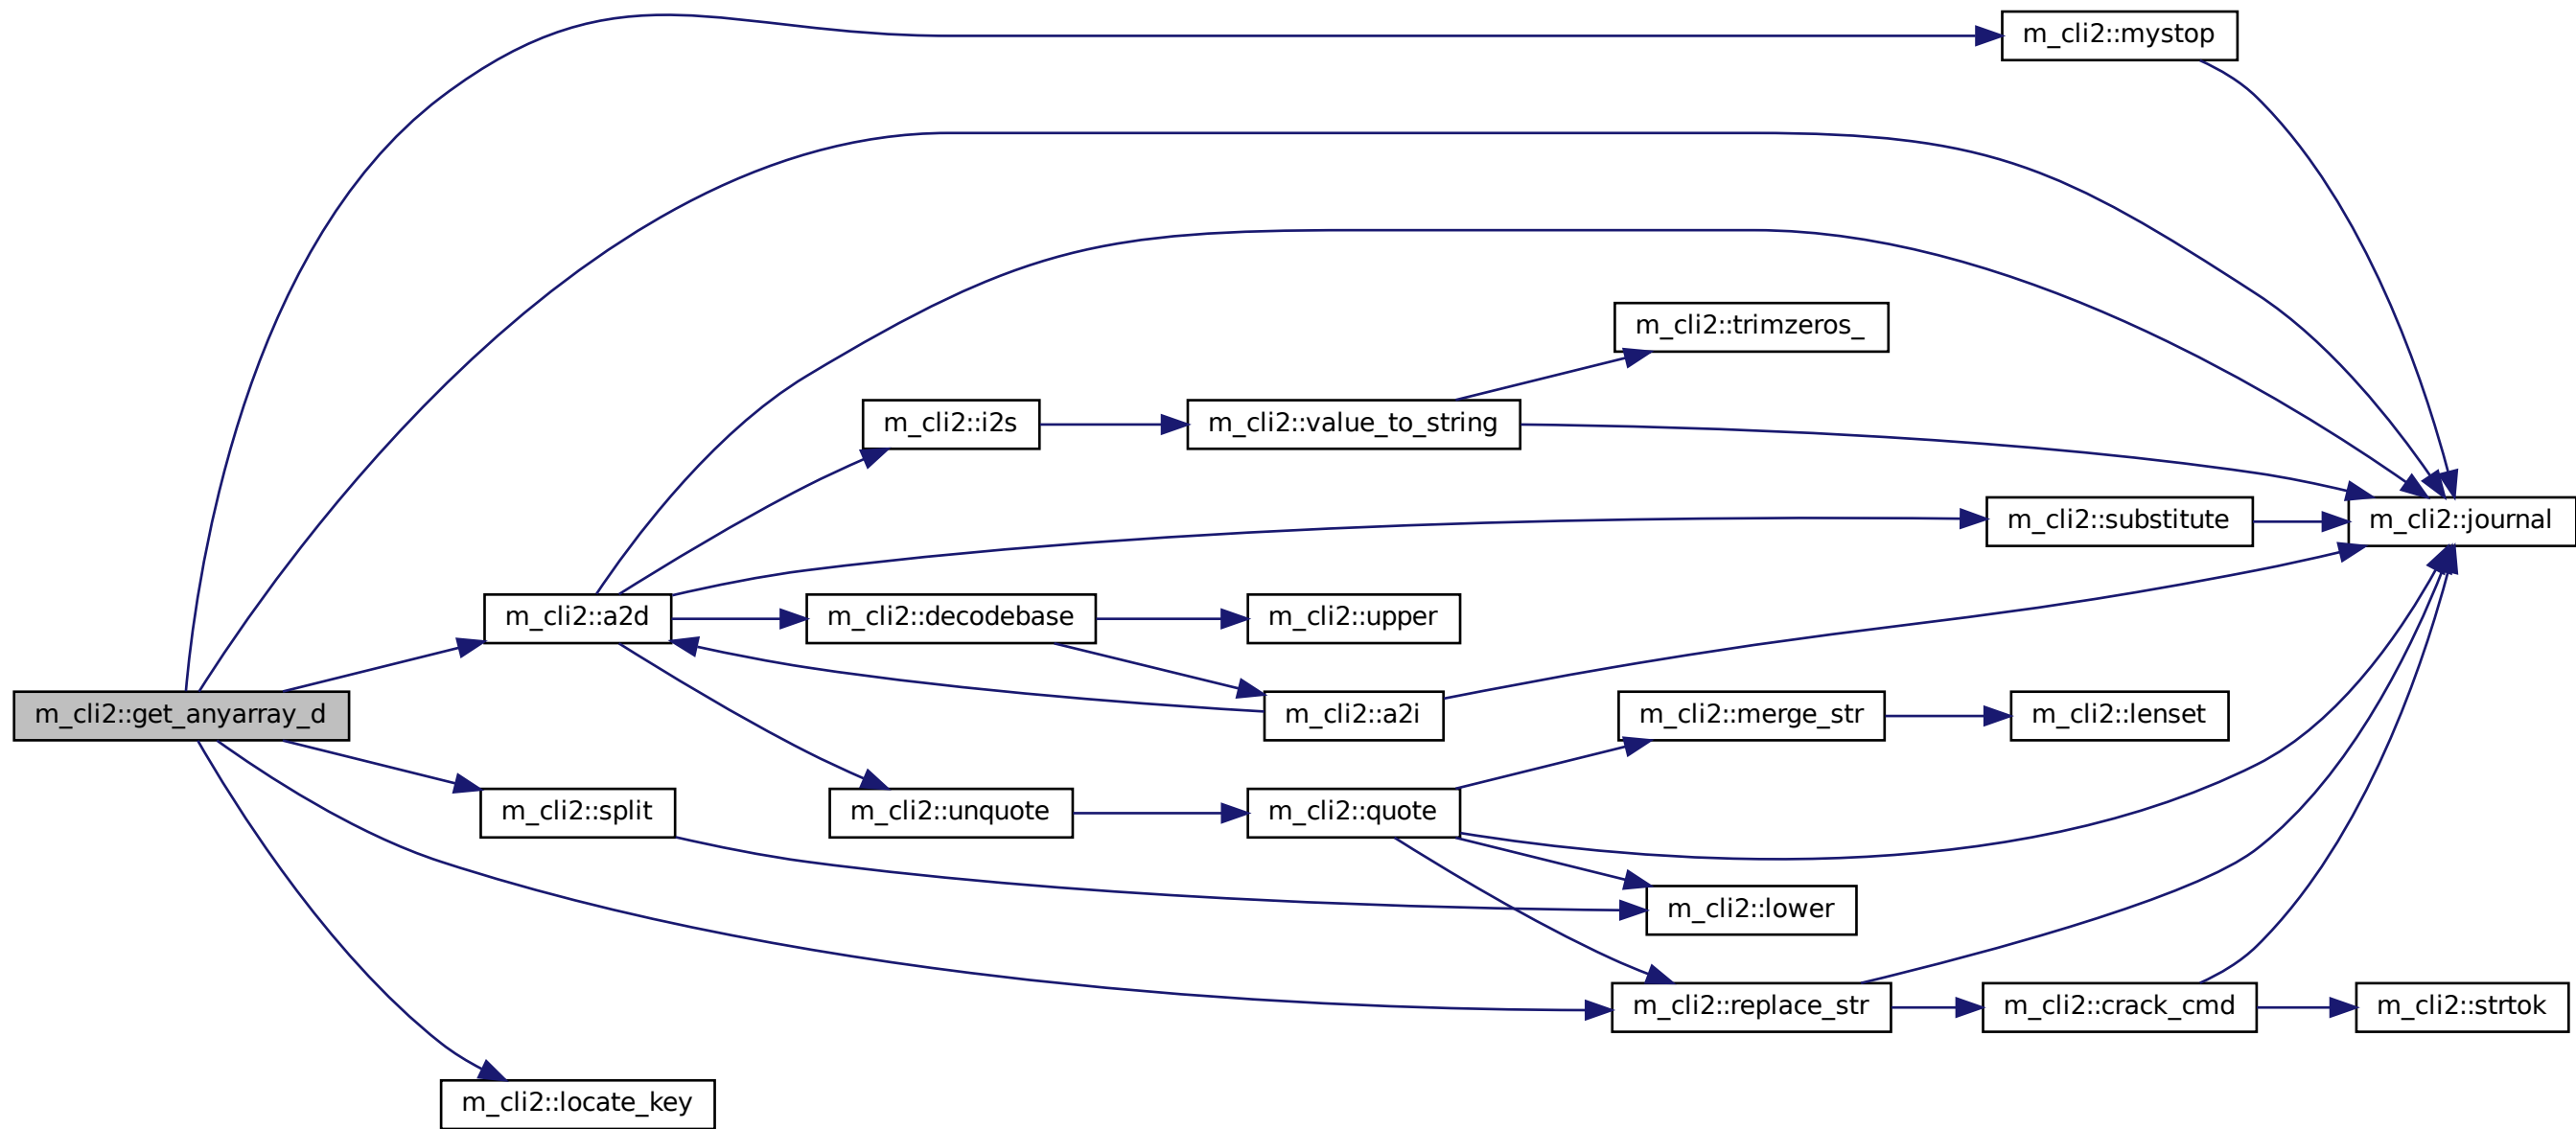 m_cli2::mystop
m_cli2::trimzeros_
m_cli2::i2s
m_cli2::value_to_string
m_cli2::substitute
m_cli2::journal
m_cli2::a2d
m_cli2::decodebase
m_cli2::upper
m_cli2::get_anyarray_d
m_cli2::a2i
m_cli2::merge_str
m_cli2::lenset
m_cli2::split
m_cli2::unquote
m_cli2::quote
m_cli2::lower
m_cli2::replace_str
m_cli2::crack_cmd
m_cli2::strtok
m_cli2::locate_key